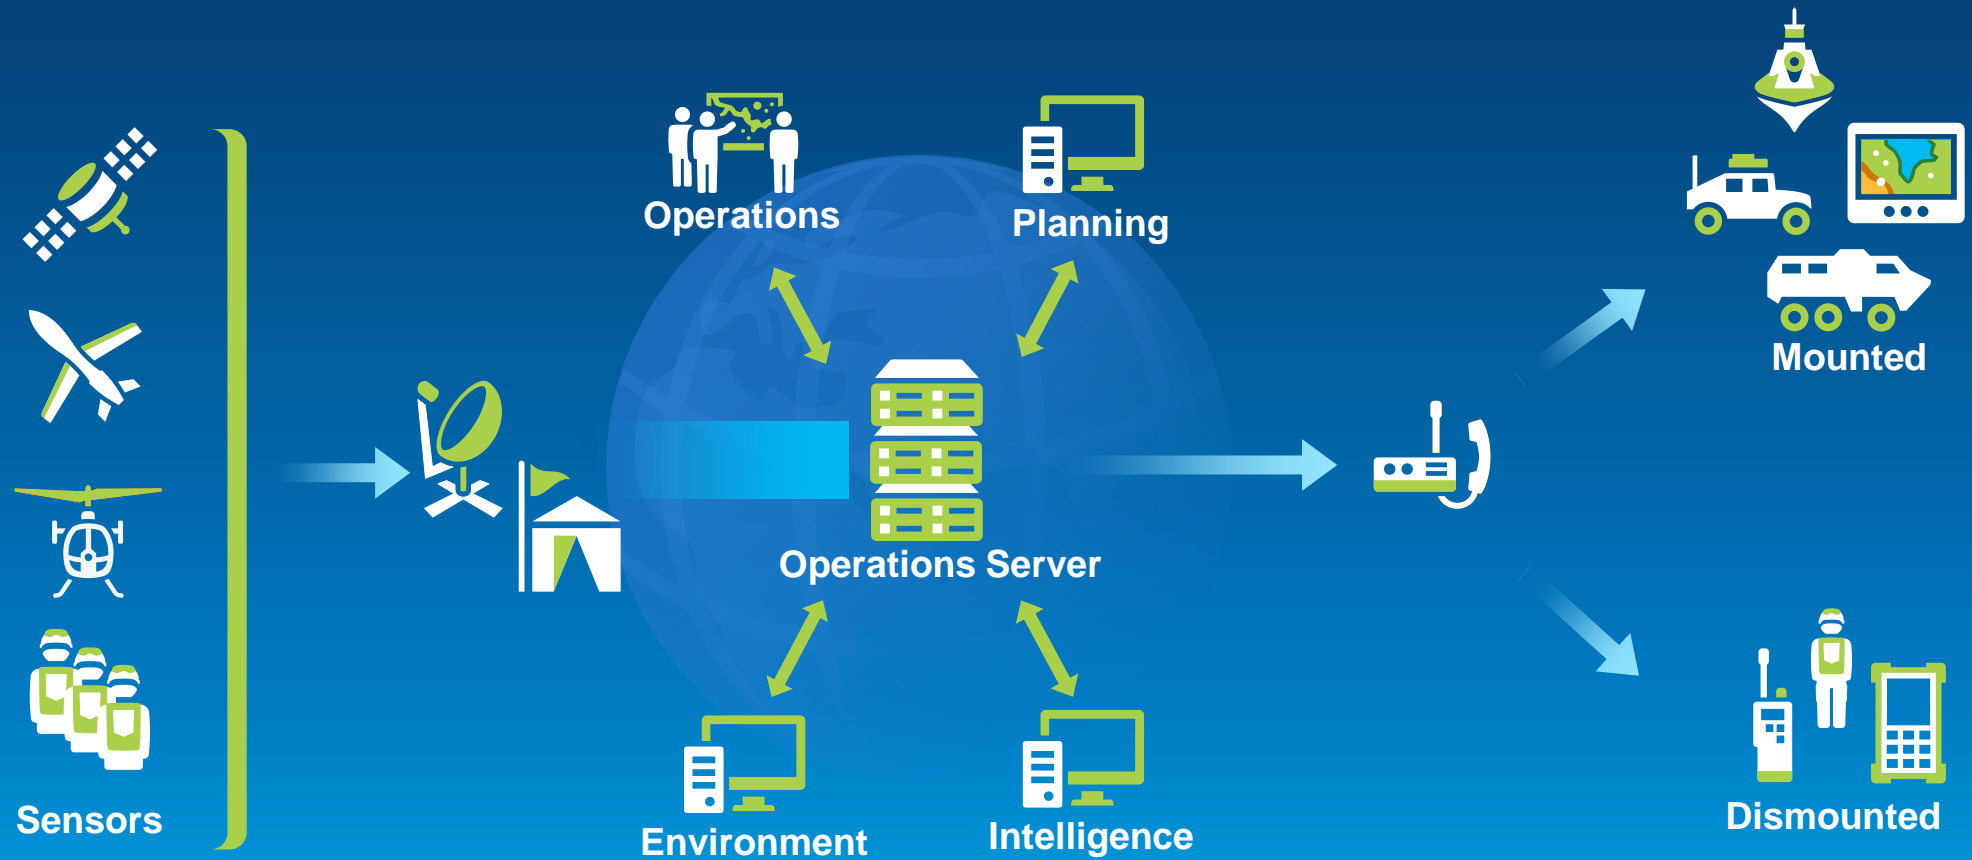 Operations
Planning
Mounted
Operations Server
Sensors
Environment
Intelligence
Dismounted